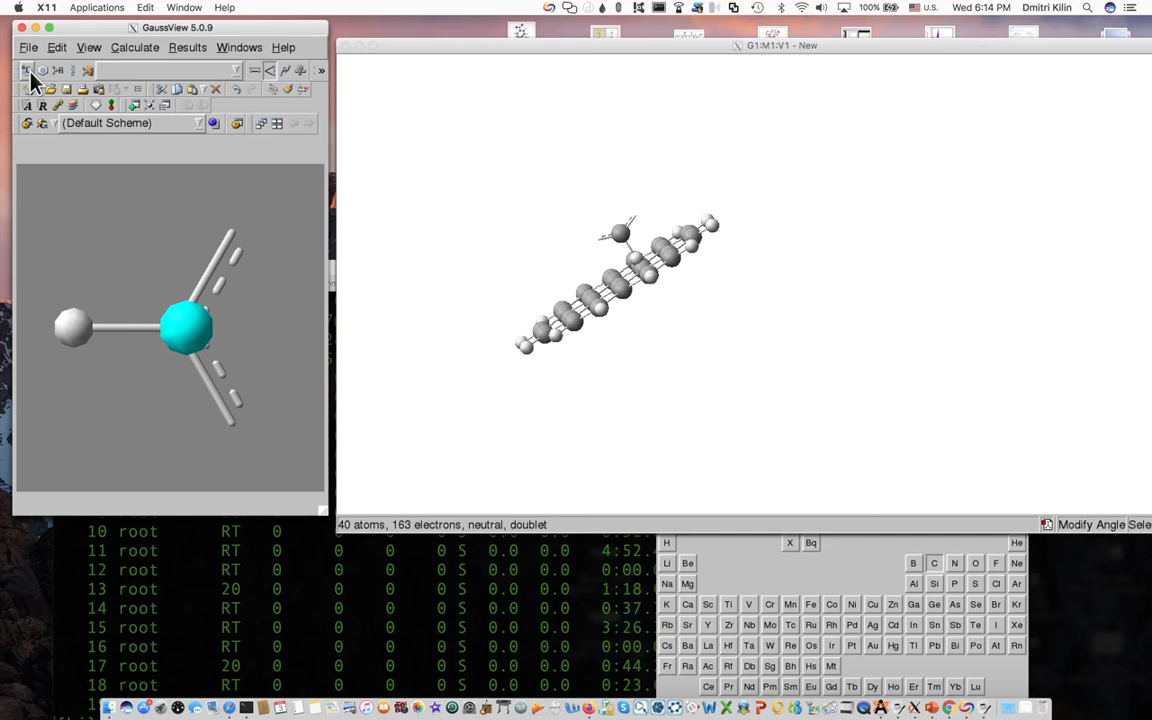 X11 Applications Edit Window Help 100% U.S. Wed 6:14 PM Dmitri Kilin
GaussView 5.0.9
File Edit View Calculate Results Windows Help
A R
(Default Scheme)
G1:M1:V1 - New
40 atoms, 163 electrons, neutral, doublet
Modify Angle Sele
H X Bq He
Li Be B C N O F Ne
Na Mg Al Si P S Cl Ar
K Ca Sc Ti V Cr Mn Fe Co Ni Cu Zn Ga Ge As Se Br Kr
Rb Sr Y Zr Nb Mo Tc Ru Rh Pd Ag Cd In Sn Sb Te I Xe
Cs Ba La Hf Ta W Re Os Ir Pt Au Hg Tl Pb Bi Po At Rn
Fr Ra Ac Rf Db Sg Bh Hs Mt
Ce Pr Nd Pm Sm Eu Gd Tb Dy Ho Er Tm Yb Lu
10 root RT 0 0 0 S 0.0 0.0
11 root RT 0 0 0 S 0.0 0.0 4:52.
12 root RT 0 0 0 S 0.0 0.0 0:00.
13 root 20 0 0 0 S 0.0 0.0 1:18.
14 root RT 0 0 0 S 0.0 0.0 0:37.
15 root RT 0 0 0 S 0.0 0.0 3:26.
16 root RT 0 0 0 S 0.0 0.0 0:00.
17 root 20 0 0 0 S 0.0 0.0 0:44.
18 root RT 0 0 0 S 0.0 0.0 0:23.